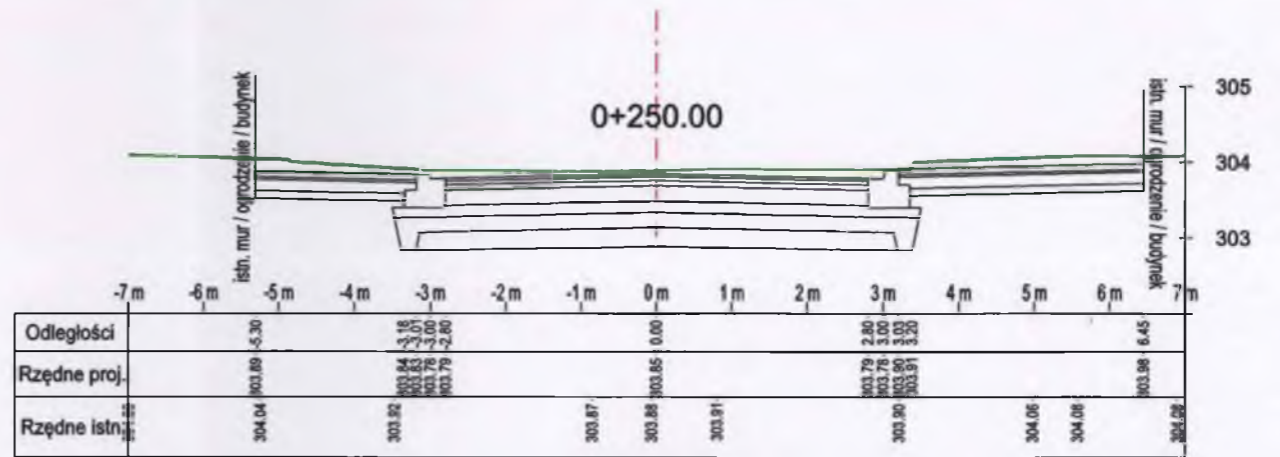 0+250.00
305
304
303
istn. mur / ogrodzenie / budynek
istn. mur / ogrodzenie / budynek
-7 m -6 m -5 m -4 m -3 m -2 m -1 m 0 m 1 m 2 m 3 m 4 m 5 m 6 m 7 m
Odległości -5.30 -3.18 -3.01 -3.00 -2.80 0.00 2.80 3.00 3.03 3.20 6.45
Rzędne proj. 303.89 303.84 303.83 303.78 303.79 303.85 303.79 303.78 303.90 303.91 303.98
Rzędne istn. 304.04 303.92 303.87 303.88 303.91 303.90 304.06 304.08